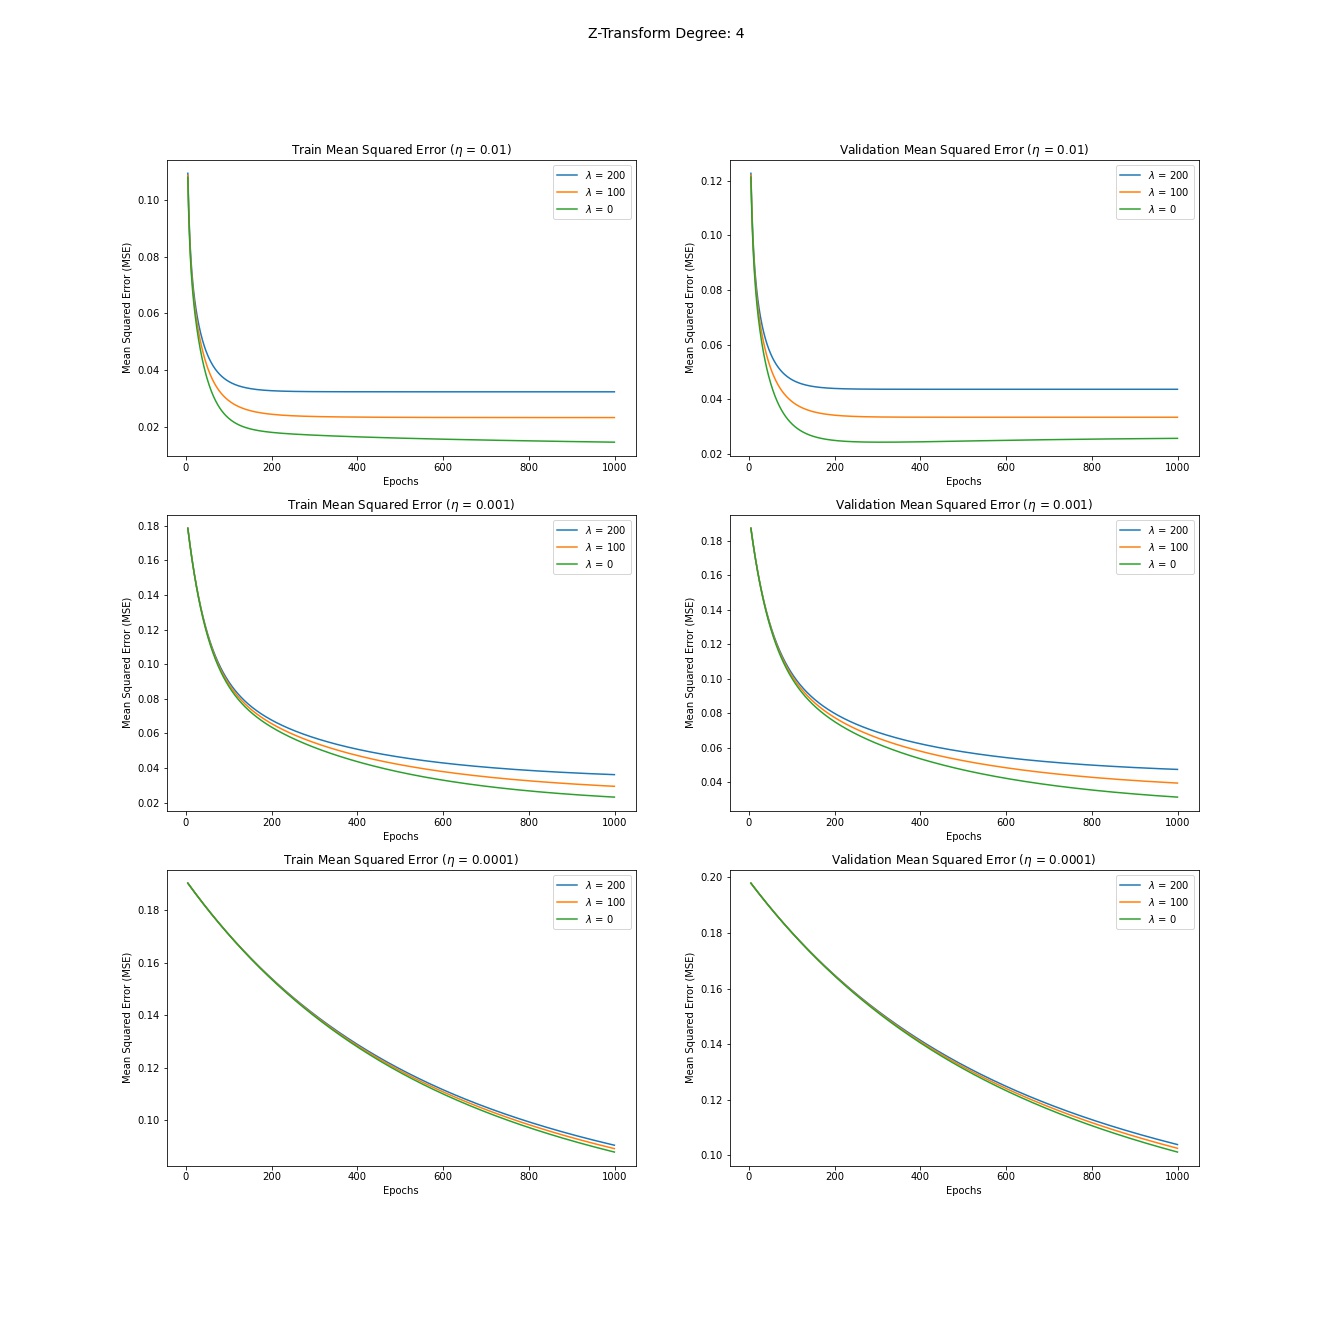 Z-Transform Degree: 4
Train Mean Squared Error (η = 0.01)
Mean Squared Error (MSE)
0.10
0.08
0.06
0.04
0.02
λ = 200
λ = 100
λ = 0
0 200 400 600 800 1000
Epochs
Validation Mean Squared Error (η = 0.01)
Mean Squared Error (MSE)
0.12
0.10
0.08
0.06
0.04
0.02
λ = 200
λ = 100
λ = 0
0 200 400 600 800 1000
Epochs
Train Mean Squared Error (η = 0.001)
Mean Squared Error (MSE)
0.18
0.16
0.14
0.12
0.10
0.08
0.06
0.04
0.02
λ = 200
λ = 100
λ = 0
0 200 400 600 800 1000
Epochs
Validation Mean Squared Error (η = 0.001)
Mean Squared Error (MSE)
0.18
0.16
0.14
0.12
0.10
0.08
0.06
0.04
λ = 200
λ = 100
λ = 0
0 200 400 600 800 1000
Epochs
Train Mean Squared Error (η = 0.0001)
Mean Squared Error (MSE)
0.18
0.16
0.14
0.12
0.10
λ = 200
λ = 100
λ = 0
0 200 400 600 800 1000
Epochs
Validation Mean Squared Error (η = 0.0001)
Mean Squared Error (MSE)
0.20
0.18
0.16
0.14
0.12
0.10
λ = 200
λ = 100
λ = 0
0 200 400 600 800 1000
Epochs